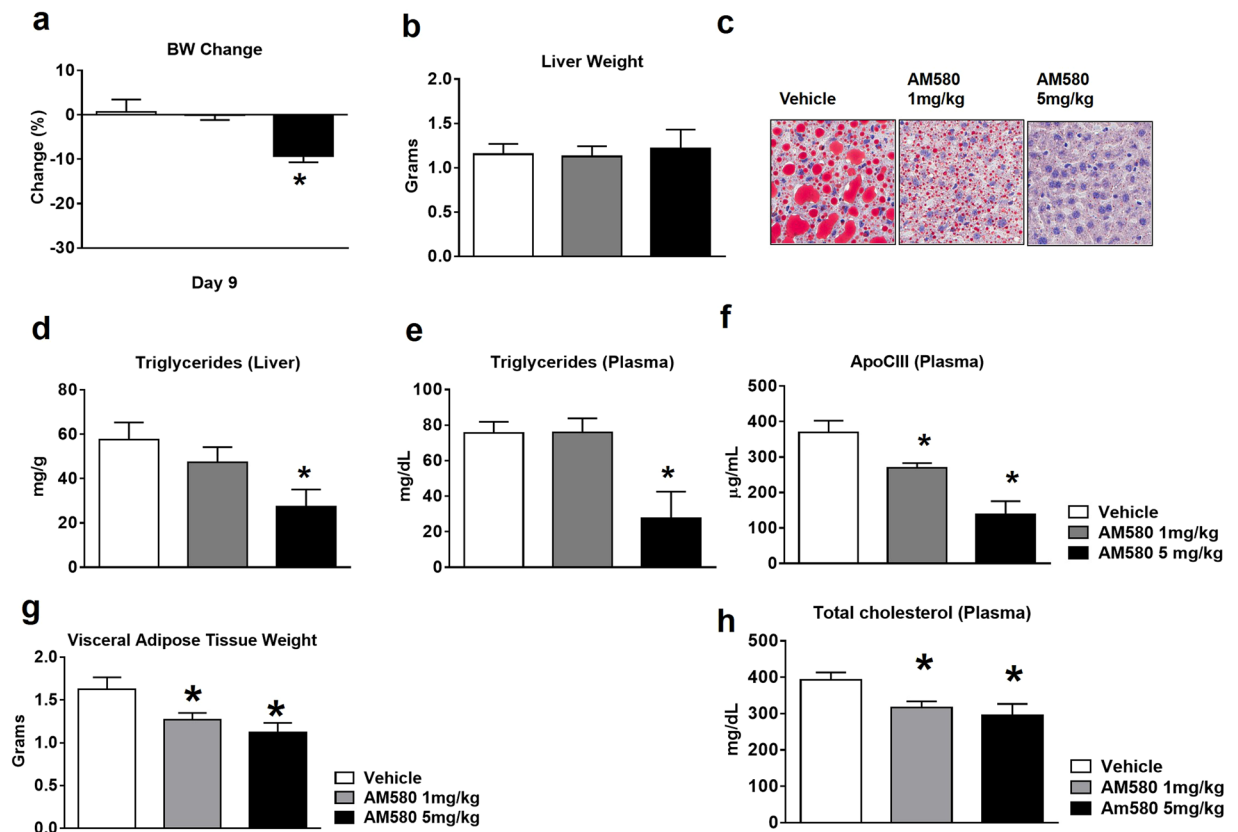 a
BW Change
10
0
-10
-20
-30
Change (%)
*
Day 9
b
Liver Weight
2.0
1.5
1.0
0.5
0.0
Grams
c
Vehicle
AM580
1mg/kg
AM580
5mg/kg
d
Triglycerides (Liver)
80
60
40
20
0
mg/g
*
e
Triglycerides (Plasma)
100
80
60
40
20
0
mg/dL
*
f
ApoCIII (Plasma)
500
400
300
200
100
0
µg/mL
*
*
Vehicle
AM580 1mg/kg
AM580 5 mg/kg
g
Visceral Adipose Tissue Weight
2.0
1.5
1.0
0.5
0.0
Grams
*
*
Vehicle
AM580 1mg/kg
AM580 5mg/kg
h
Total cholesterol (Plasma)
500
400
300
200
100
0
mg/dL
*
*
Vehicle
AM580 1mg/kg
Am580 5mg/kg